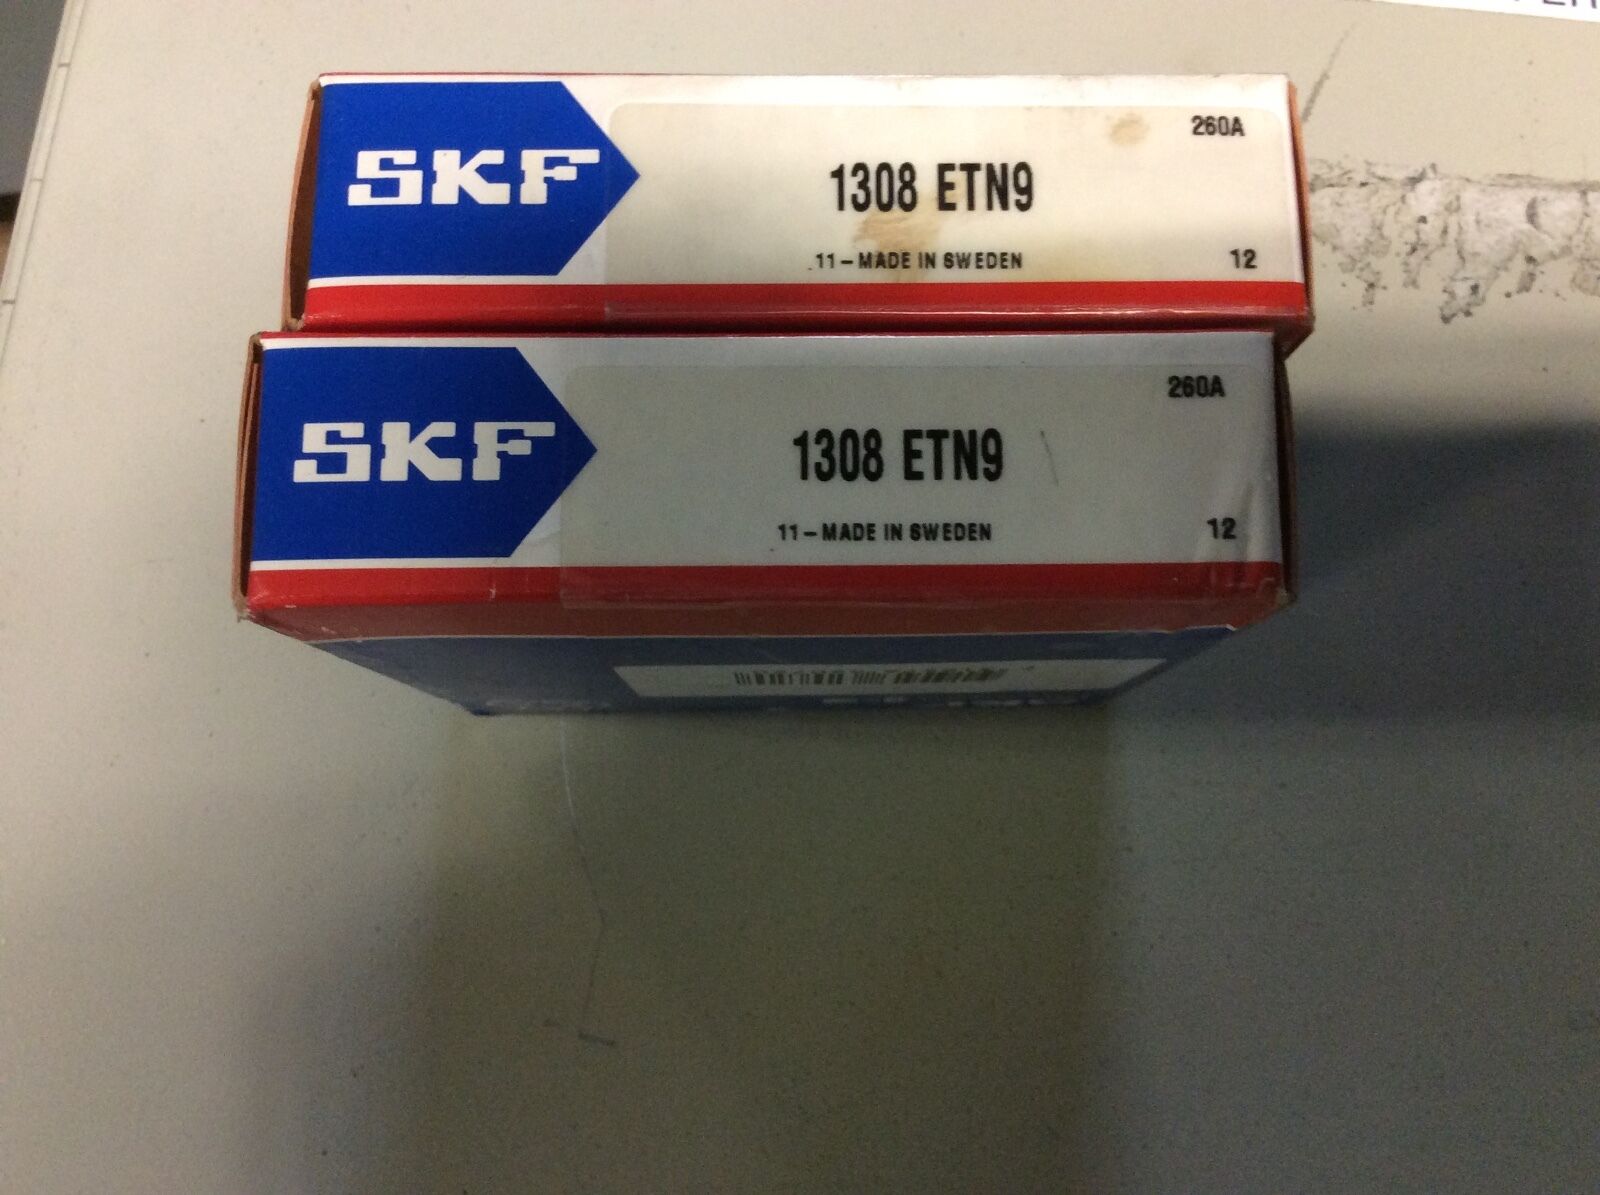 SKF
260A
1308 ETN9
11-MADE IN SWEDEN
12
SKF
260A
1308 ETN9
11-MADE IN SWEDEN
12